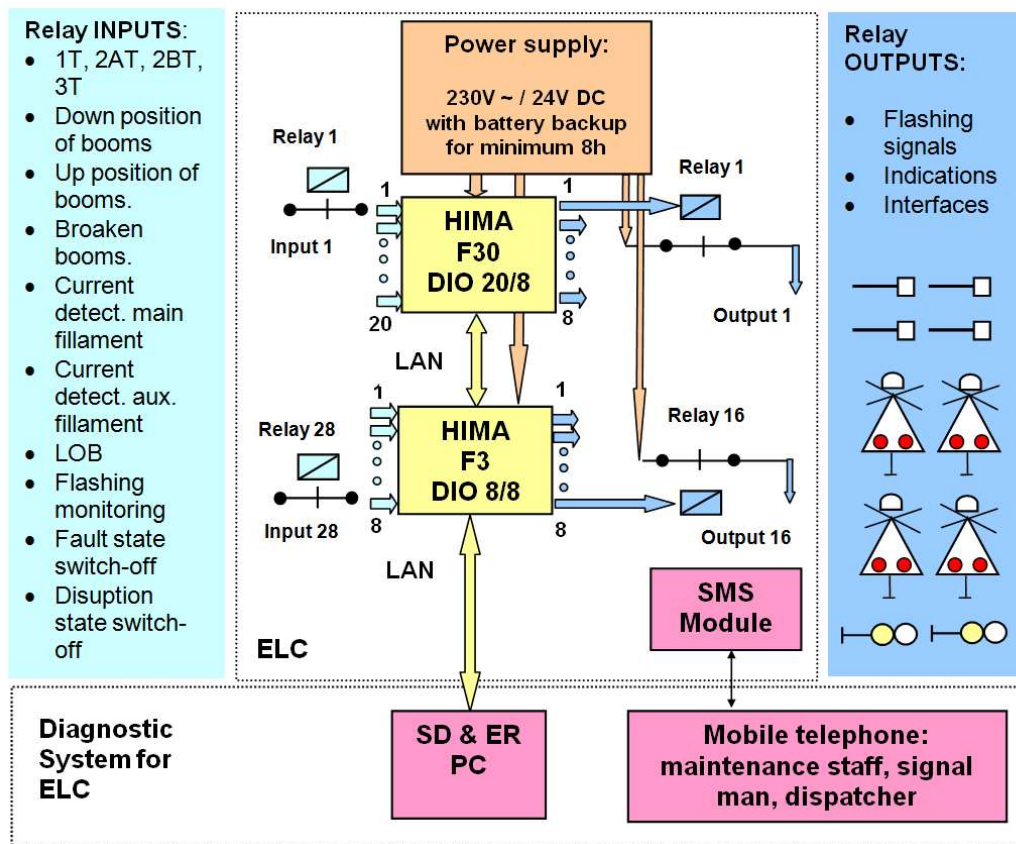 Relay INPUTS:
• 1T, 2AT, 2BT,
3T
• Down position
of booms
• Up position of
booms.
• Broaken
booms.
• Current
detect. main
fillament
• Current
detect. aux.
fillament
• LOB
• Flashing
monitoring
• Fault state
switch-off
• Disuption
state switch-
off
Power supply:
230V ~ / 24V DC
with battery backup
for minimum 8h
Relay 1
Input 1
1
20
HIMA
F30
DIO 20/8
1
8
Relay 1
Output 1
LAN
Relay 28
Input 28
1
8
HIMA
F3
DIO 8/8
1
8
Relay 16
Output 16
LAN
ELC
SMS
Module
Relay
OUTPUTS:
• Flashing
signals
• Indications
• Interfaces
Diagnostic
System for
ELC
SD & ER
PC
Mobile telephone:
maintenance staff, signal
man, dispatcher